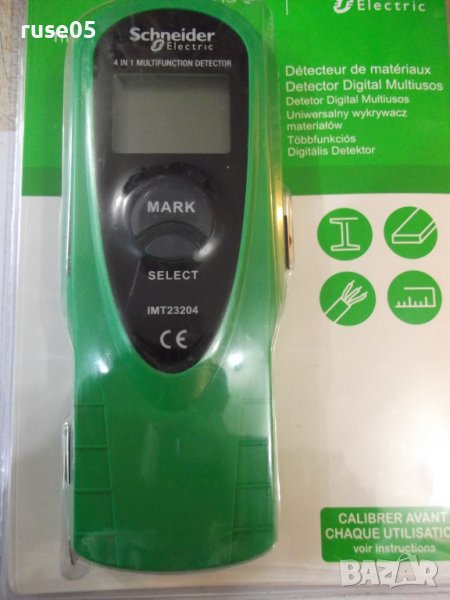 ruse05
Schneider
Electric
4 IN 1 MULTIFUNCTION DETECTOR
MARK
SELECT
IMT23204
CE
Electric
Détecteur de matériaux
Detector Digital Multiusos
Detetor Digital Multiusos
Uniwersalny wykrywacz
materiałów
Többfunkciós
Digitális Detektor
CALIBRER AVANT
CHAQUE UTILISATIO
voir instructions
BAZAR